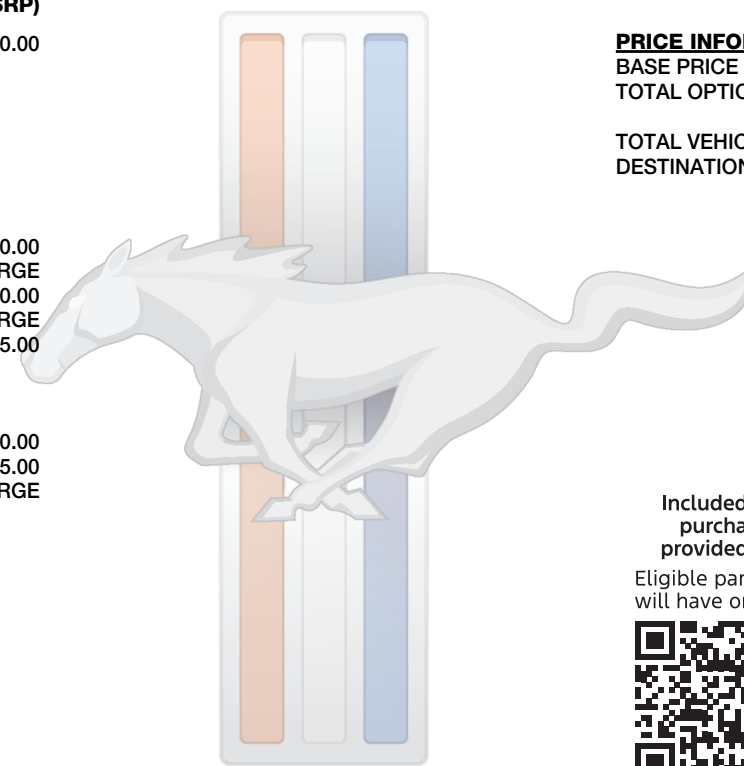 SRP)
0.00
0.00
RGE
0.00
RGE
5.00
0.00
5.00
RGE
PRICE INFO
BASE PRICE
TOTAL OPTIO
TOTAL VEHIC
DESTINATION
Included
purcha
provided
Eligible par
will have o